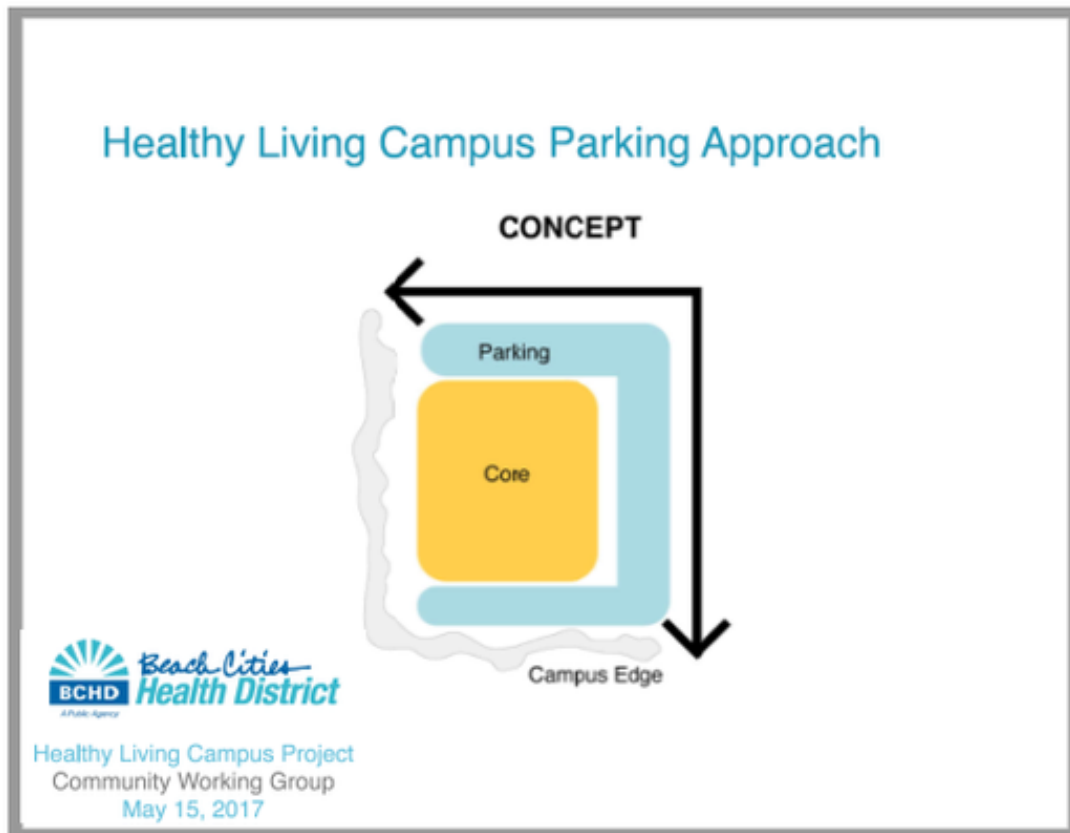 Healthy Living Campus Parking Approach
CONCEPT
Parking
Core
Campus Edge
Beach Cities
BCHD Health District
A Public Agency
Healthy Living Campus Project
Community Working Group
May 15, 2017